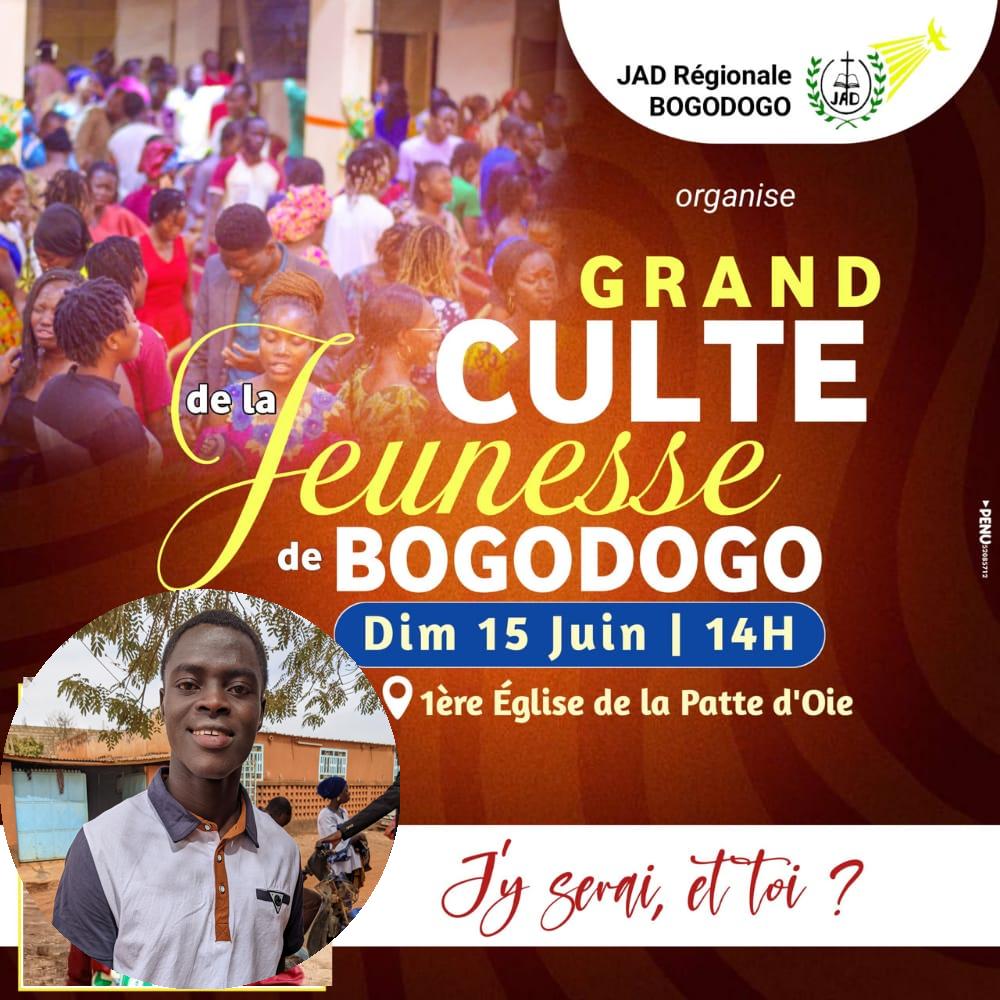 JAD Régionale
BOGODOGO
JAD
organise
GRAND
CULTE
de la
Jeunesse
de BOGODOGO
Dim 15 Juin | 14H
1ère Église de la Patte d'Oie
J'y serai, et toi ?
PENU